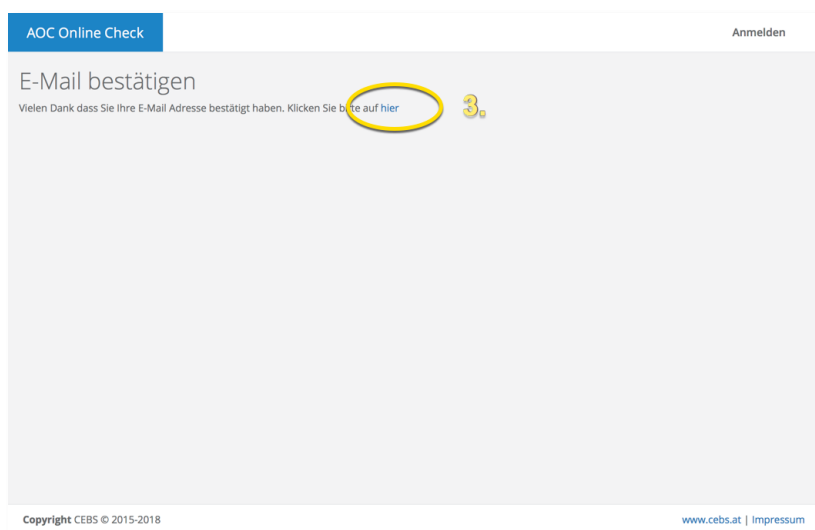 AOC Online Check
Anmelden
E-Mail bestätigen
Vielen Dank dass Sie Ihre E-Mail Adresse bestätigt haben. Klicken Sie bitte auf hier
3.
Copyright CEBS © 2015-2018
www.cebs.at | Impressum